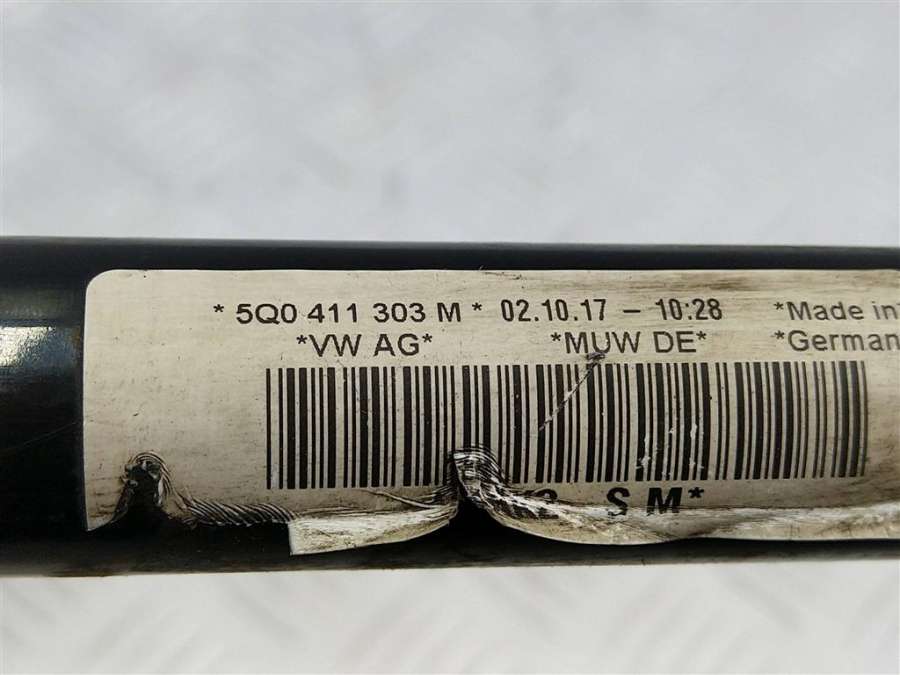 * 5Q0 411 303 M * 02.10.17 – 10:28 *Made in
*VW AG* *MUW DE* *German
S M*